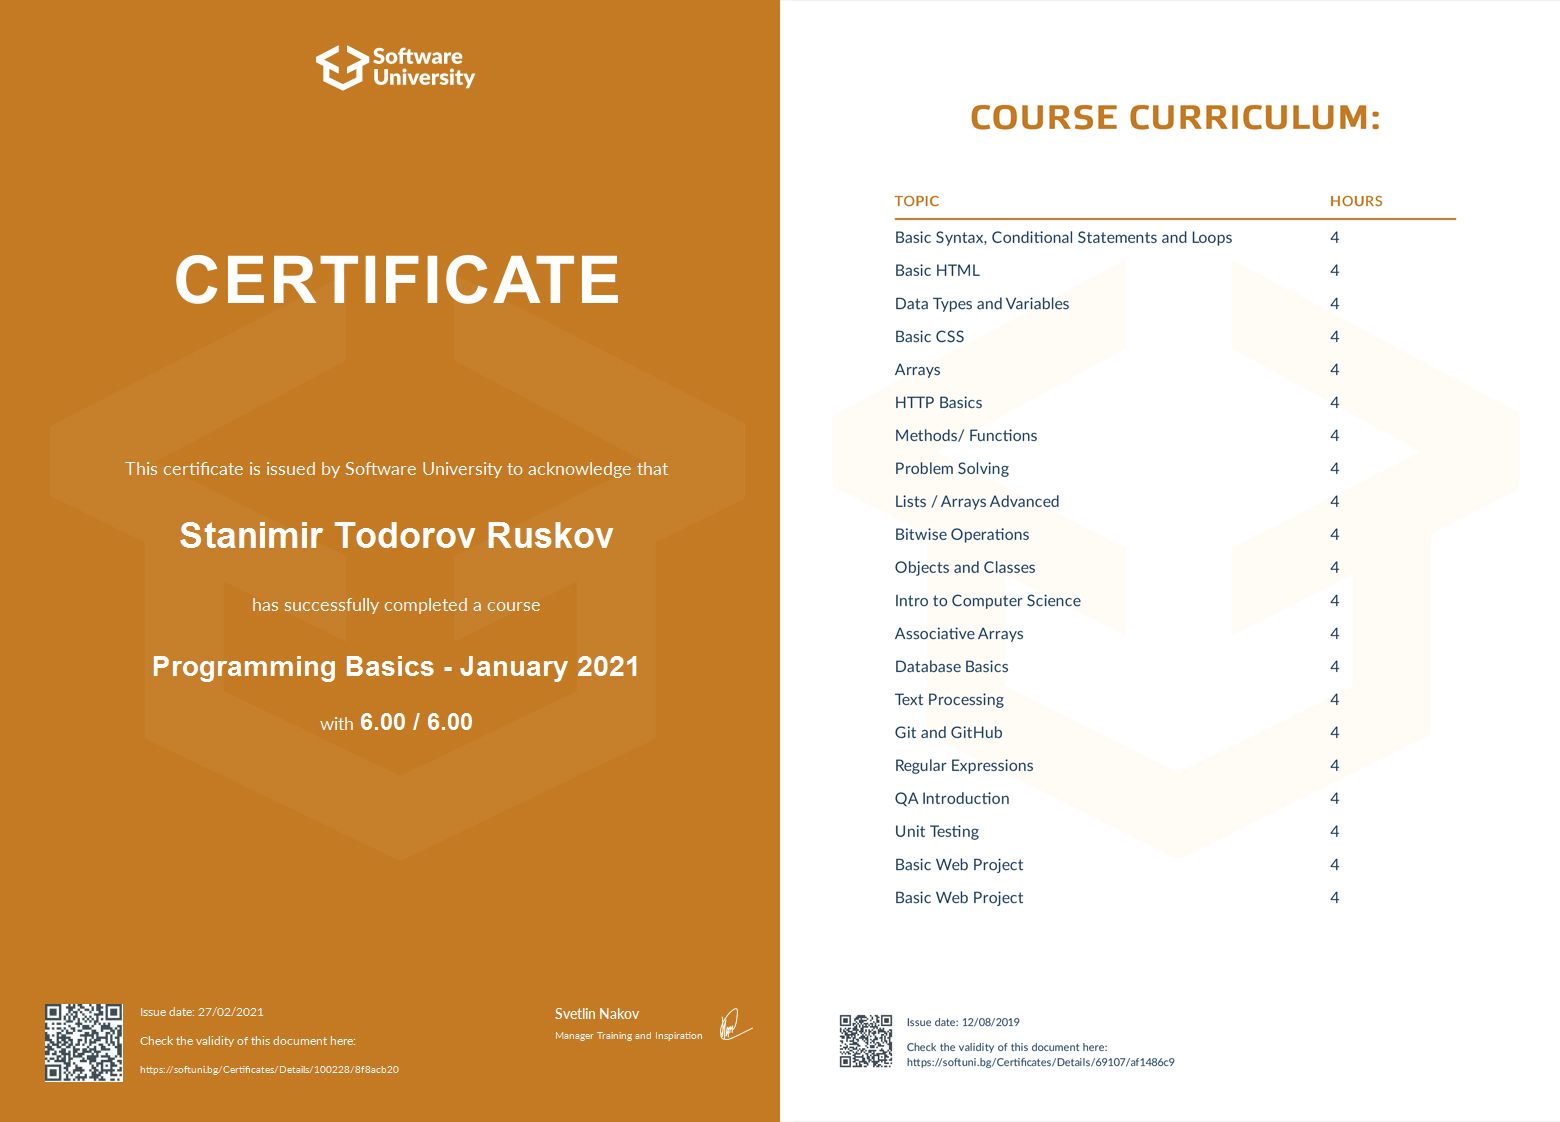 Software
University
CERTIFICATE
This certificate is issued by Software University to acknowledge that
Stanimir Todorov Ruskov
has successfully completed a course
Programming Basics - January 2021
with 6.00 / 6.00
Issue date: 27/02/2021
Check the validity of this document here:
https://softuni.bg/Certificates/Details/100228/8f8acb20
Svetlin Nakov
Manager Training and Inspiration
COURSE CURRICULUM:
TOPIC HOURS
Basic Syntax, Conditional Statements and Loops 4
Basic HTML 4
Data Types and Variables 4
Basic CSS 4
Arrays 4
HTTP Basics 4
Methods/ Functions 4
Problem Solving 4
Lists / Arrays Advanced 4
Bitwise Operations 4
Objects and Classes 4
Intro to Computer Science 4
Associative Arrays 4
Database Basics 4
Text Processing 4
Git and GitHub 4
Regular Expressions 4
QA Introduction 4
Unit Testing 4
Basic Web Project 4
Basic Web Project 4
Issue date: 12/08/2019
Check the validity of this document here:
https://softuni.bg/Certificates/Details/69107/af1486c9